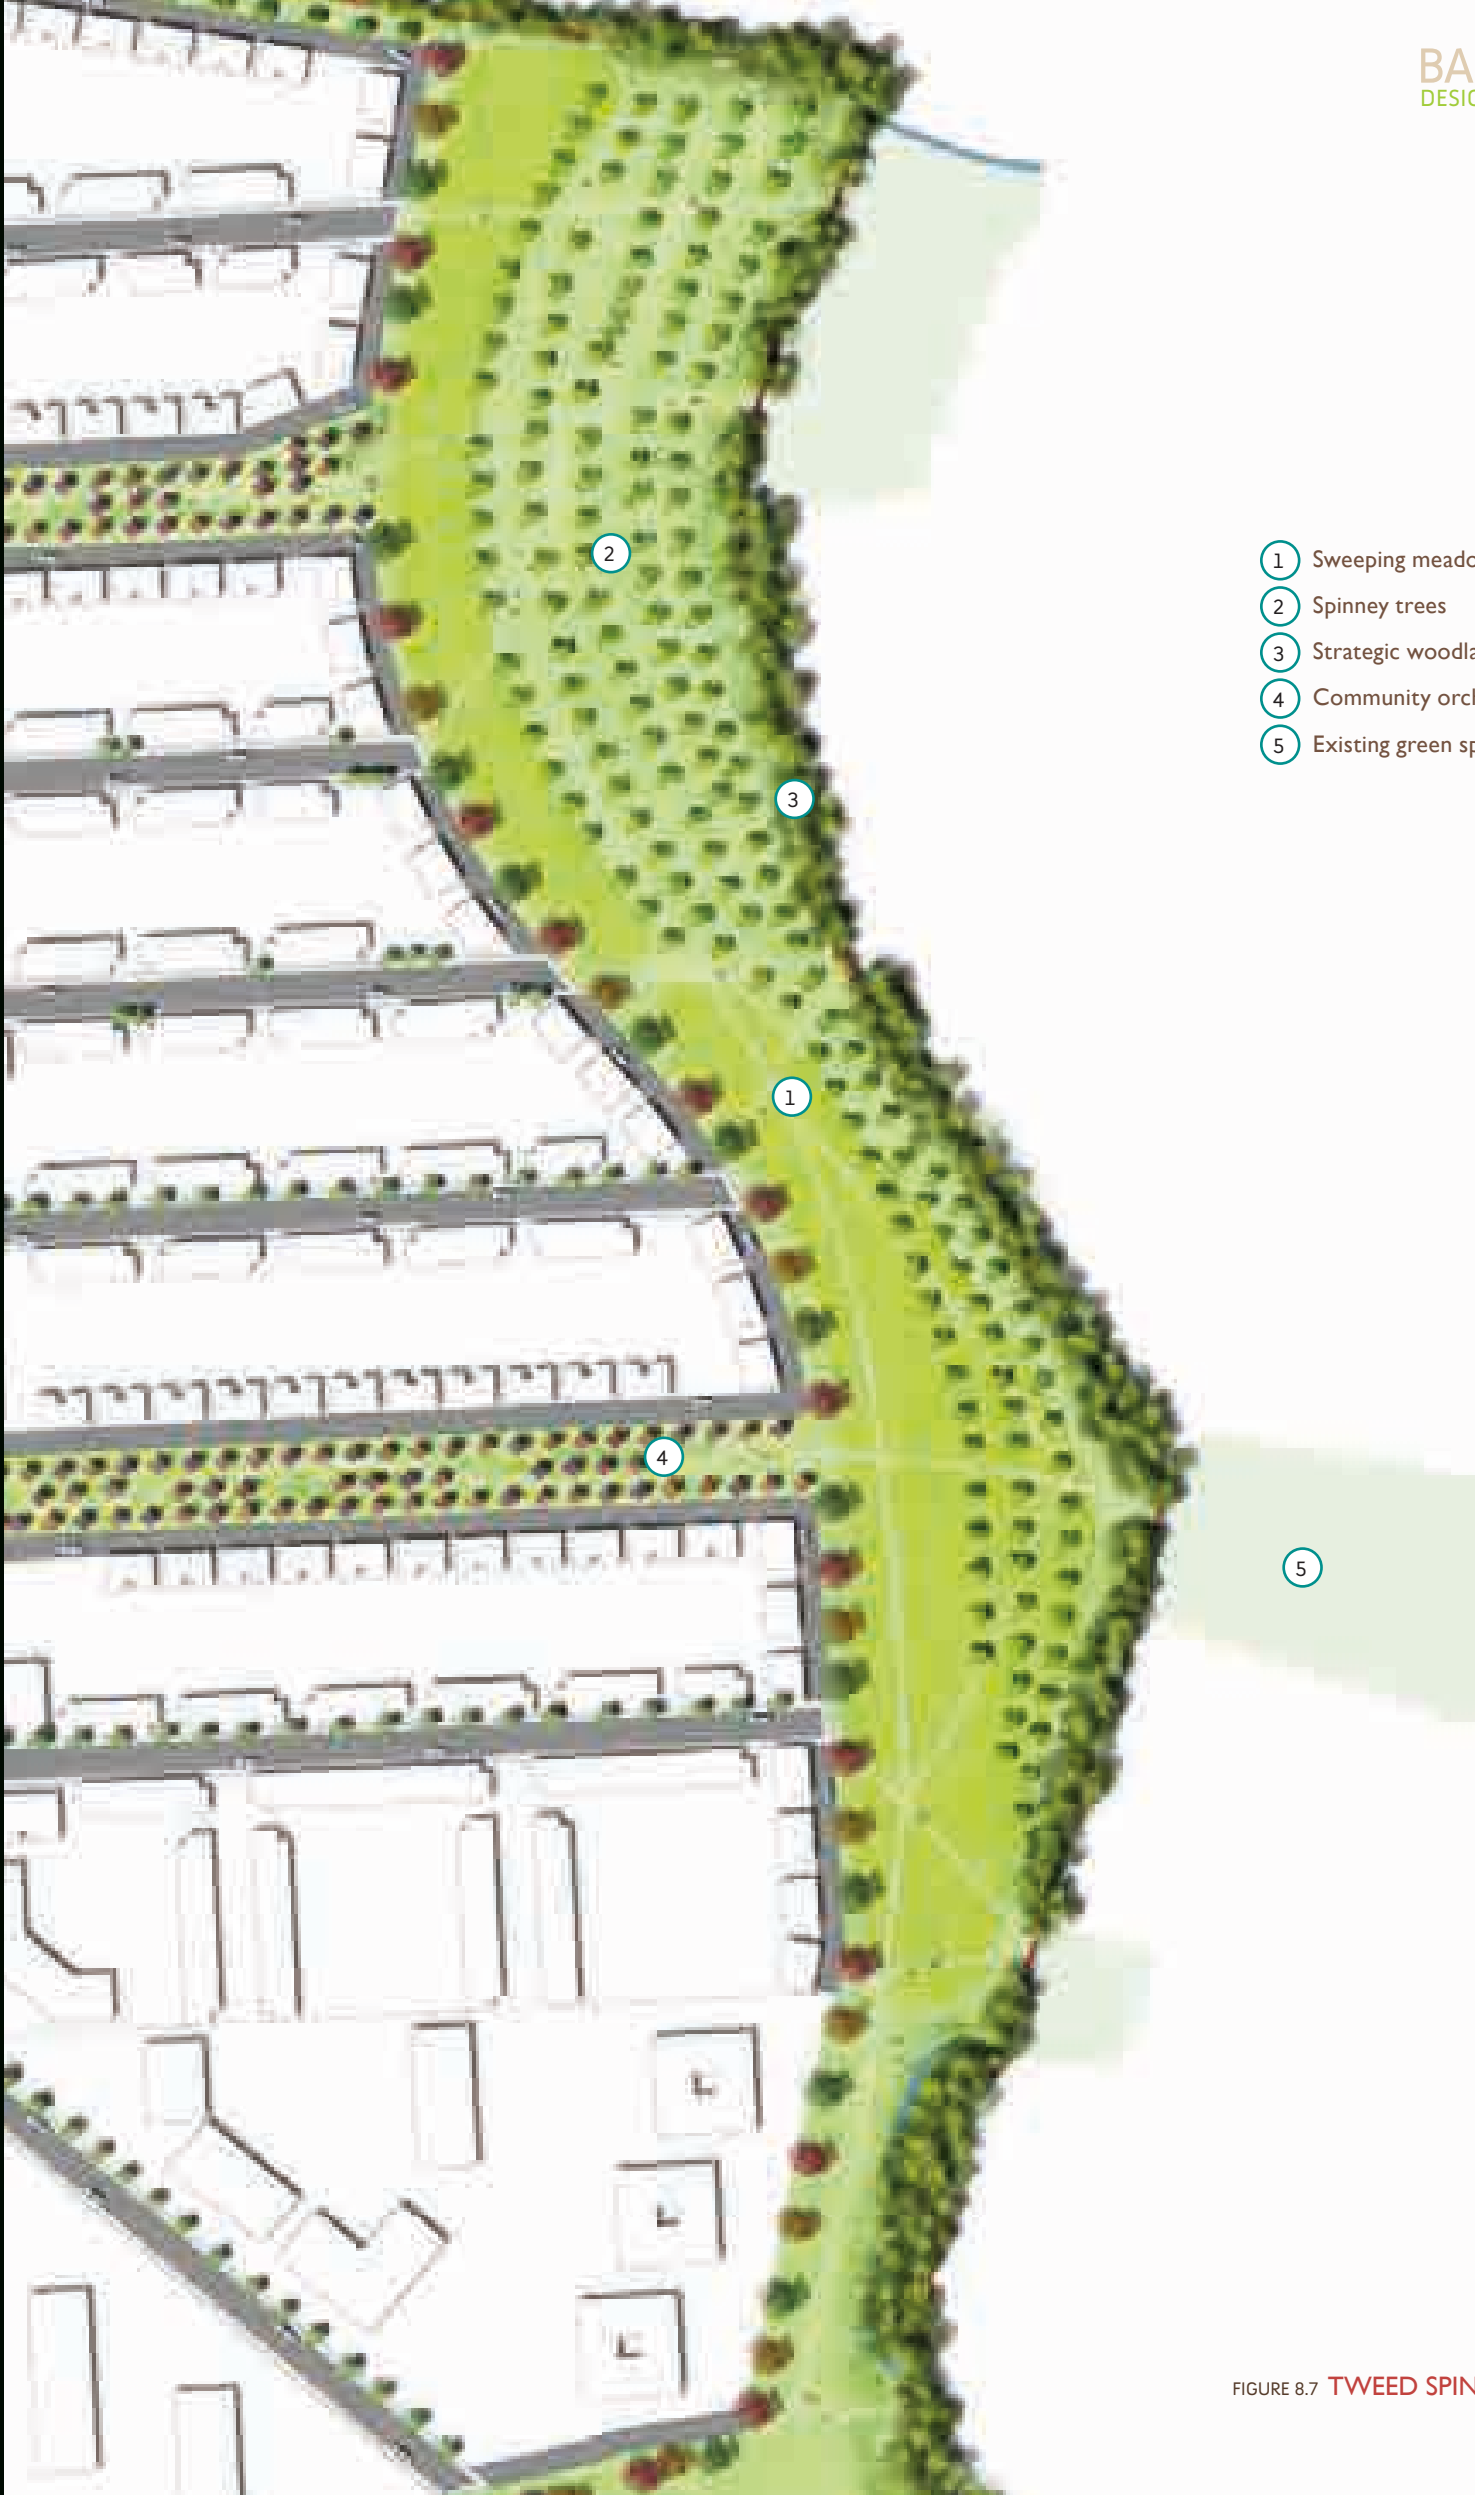 BA
DESIG
1 Sweeping meado
2 Spinney trees
3 Strategic woodla
4 Community orch
5 Existing green sp
2
3
1
4
5
FIGURE 8.7 TWEED SPIN